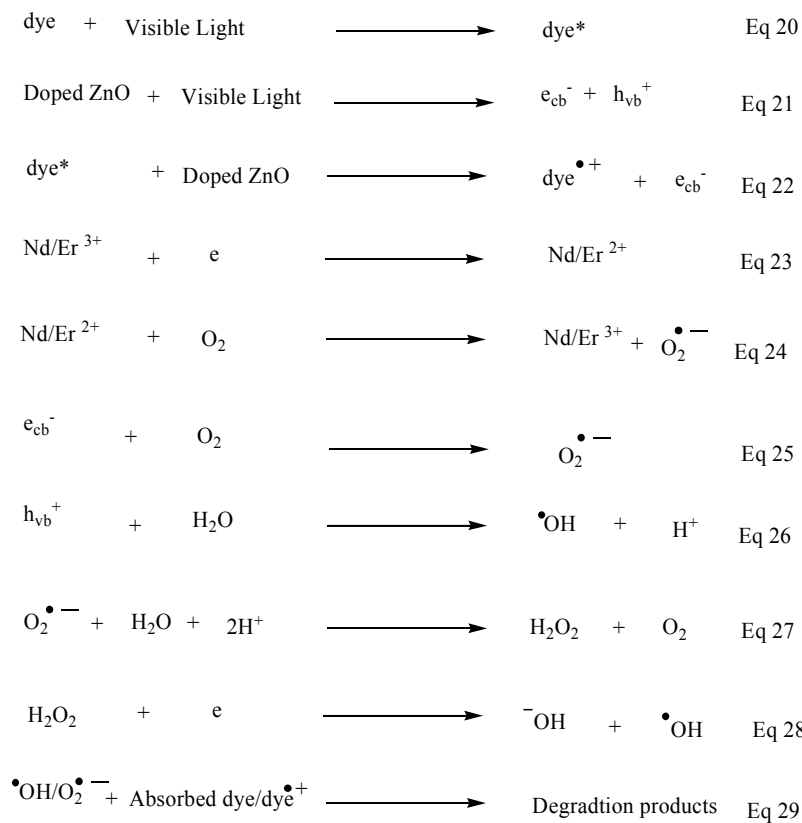 dye + Visible Light ⟶ dye* Eq 20
Doped ZnO + Visible Light ⟶ e_cb⁻ + h_vb⁺ Eq 21
dye* + Doped ZnO ⟶ dye•+ + e_cb⁻ Eq 22
Nd/Er ³⁺ + e ⟶ Nd/Er ²⁺ Eq 23
Nd/Er ²⁺ + O₂ ⟶ Nd/Er ³⁺ + O₂•— Eq 24
e_cb⁻ + O₂ ⟶ O₂•— Eq 25
h_vb⁺ + H₂O ⟶ •OH + H⁺ Eq 26
O₂•— + H₂O + 2H⁺ ⟶ H₂O₂ + O₂ Eq 27
H₂O₂ + e ⟶ ⁻OH + •OH Eq 28
•OH/O₂•— + Absorbed dye/dye•+ ⟶ Degradtion products Eq 29